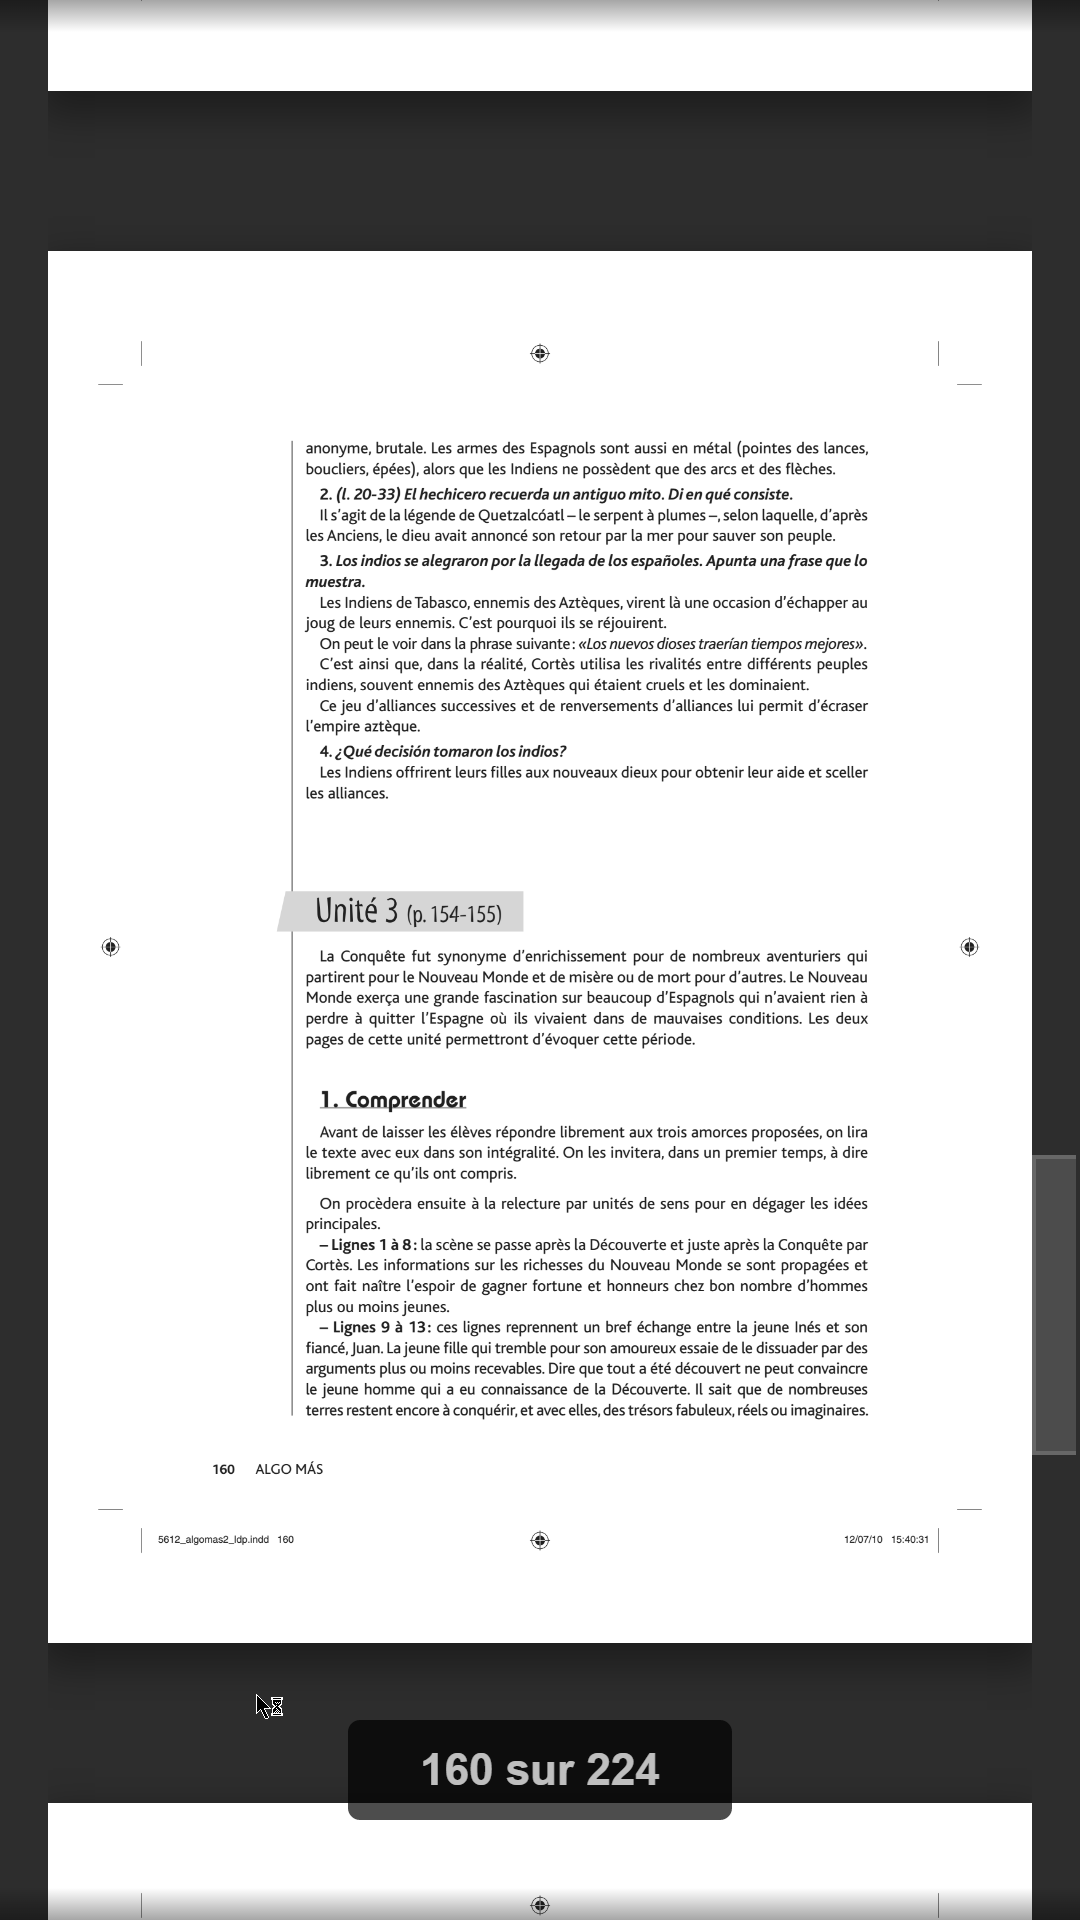 anonyme, brutale. Les armes des Espagnols sont aussi en métal (pointes des lances,
boucliers, épées), alors que les Indiens ne possèdent que des arcs et des flèches.
2. (l. 20-33) El hechicero recuerda un antiguo mito. Di en qué consiste.
Il s’agit de la légende de Quetzalcóatl – le serpent à plumes –, selon laquelle, d’après
les Anciens, le dieu avait annoncé son retour par la mer pour sauver son peuple.
3. Los indios se alegraron por la llegada de los españoles. Apunta una frase que lo
muestra.
Les Indiens de Tabasco, ennemis des Aztèques, virent là une occasion d’échapper au
joug de leurs ennemis. C’est pourquoi ils se réjouirent.
On peut le voir dans la phrase suivante : «Los nuevos dioses traerían tiempos mejores».
C’est ainsi que, dans la réalité, Cortès utilisa les rivalités entre différents peuples
indiens, souvent ennemis des Aztèques qui étaient cruels et les dominaient.
Ce jeu d’alliances successives et de renversements d’alliances lui permit d’écraser
l’empire aztèque.
4. ¿Qué decisión tomaron los indios?
Les Indiens offrirent leurs filles aux nouveaux dieux pour obtenir leur aide et sceller
les alliances.
Unité 3 (p. 154-155)
La Conquête fut synonyme d’enrichissement pour de nombreux aventuriers qui
partirent pour le Nouveau Monde et de misère ou de mort pour d’autres. Le Nouveau
Monde exerça une grande fascination sur beaucoup d’Espagnols qui n’avaient rien à
perdre à quitter l’Espagne où ils vivaient dans de mauvaises conditions. Les deux
pages de cette unité permettront d’évoquer cette période.
1. Comprender
Avant de laisser les élèves répondre librement aux trois amorces proposées, on lira
le texte avec eux dans son intégralité. On les invitera, dans un premier temps, à dire
librement ce qu’ils ont compris.
On procèdera ensuite à la relecture par unités de sens pour en dégager les idées
principales.
– Lignes 1 à 8 : la scène se passe après la Découverte et juste après la Conquête par
Cortès. Les informations sur les richesses du Nouveau Monde se sont propagées et
ont fait naître l’espoir de gagner fortune et honneurs chez bon nombre d’hommes
plus ou moins jeunes.
– Lignes 9 à 13 : ces lignes reprennent un bref échange entre la jeune Inés et son
fiancé, Juan. La jeune fille qui tremble pour son amoureux essaie de le dissuader par des
arguments plus ou moins recevables. Dire que tout a été découvert ne peut convaincre
le jeune homme qui a eu connaissance de la Découverte. Il sait que de nombreuses
terres restent encore à conquérir, et avec elles, des trésors fabuleux, réels ou imaginaires.
160 ALGO MÁS
5612_algomas2_ldp.indd 160 12/07/10 15:40:31
160 sur 224